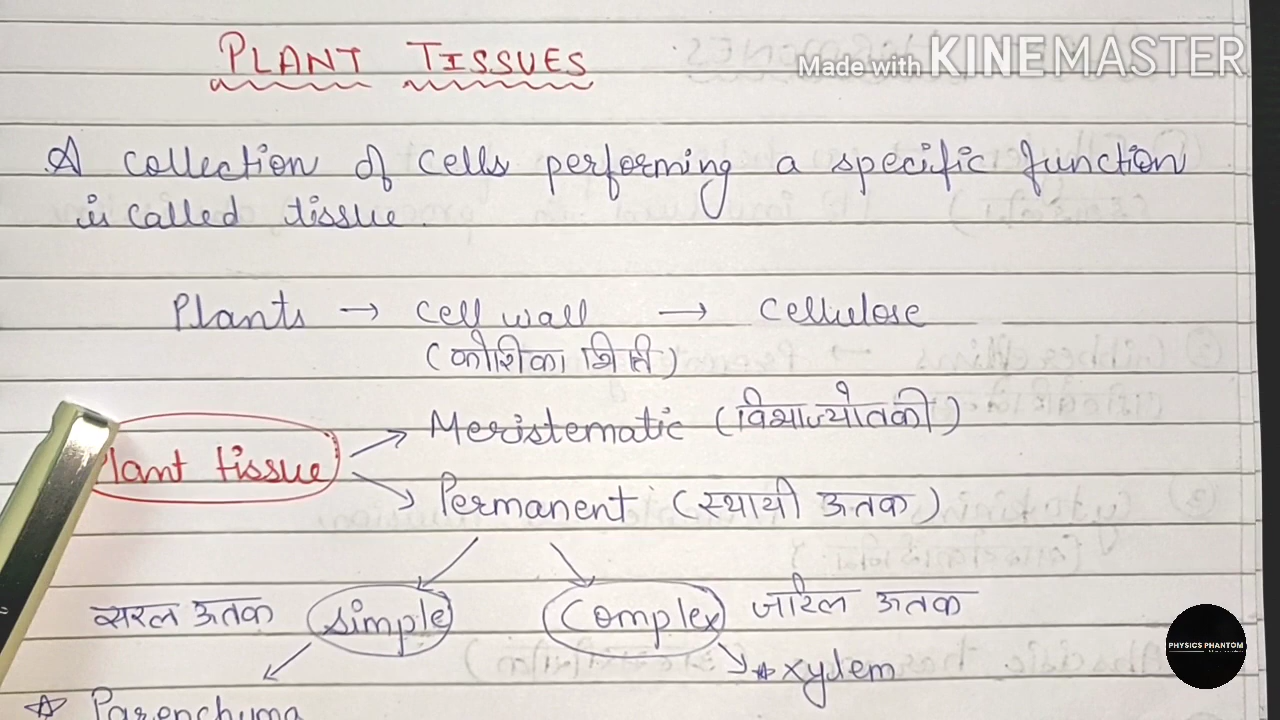 PLANT TISSUES
Made with KINEMASTER
A collection of cells performing a specific function
is called tissue.
Plants → cell wall → cellulose
(कोशिका भित्ती)
Plant tissue
Meristematic (विभाज्योतकी)
Permanent (स्थायी ऊतक)
सरल ऊतक Simple Complex जटिल ऊतक
xylem
Parenchyma
PHYSICS PHANTOM